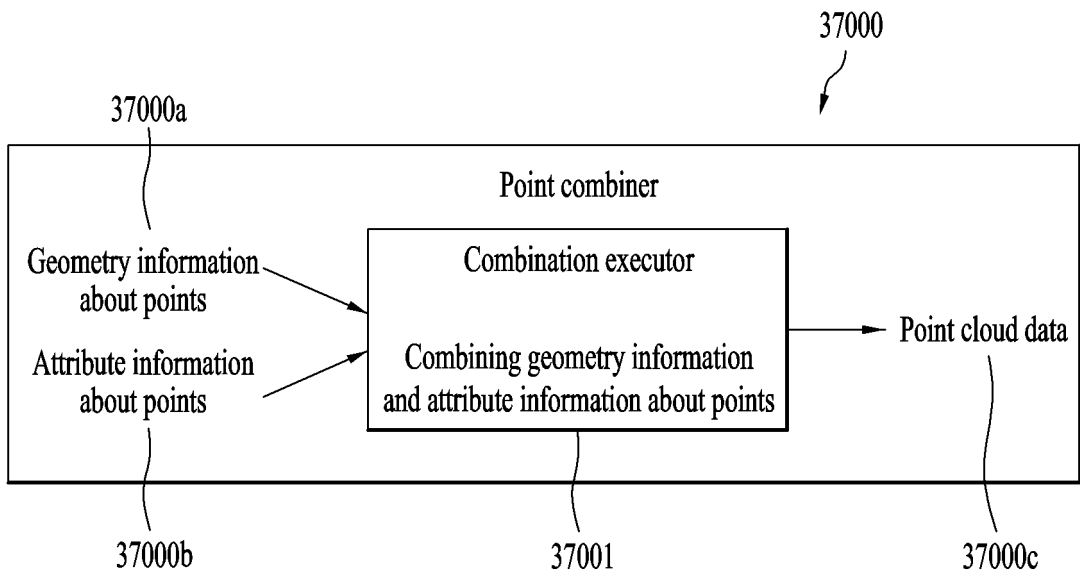 37000
37000a
Point combiner
Geometry information
about points
Attribute information
about points
Combination executor
Combining geometry information
and attribute information about points
Point cloud data
37000b
37001
37000c